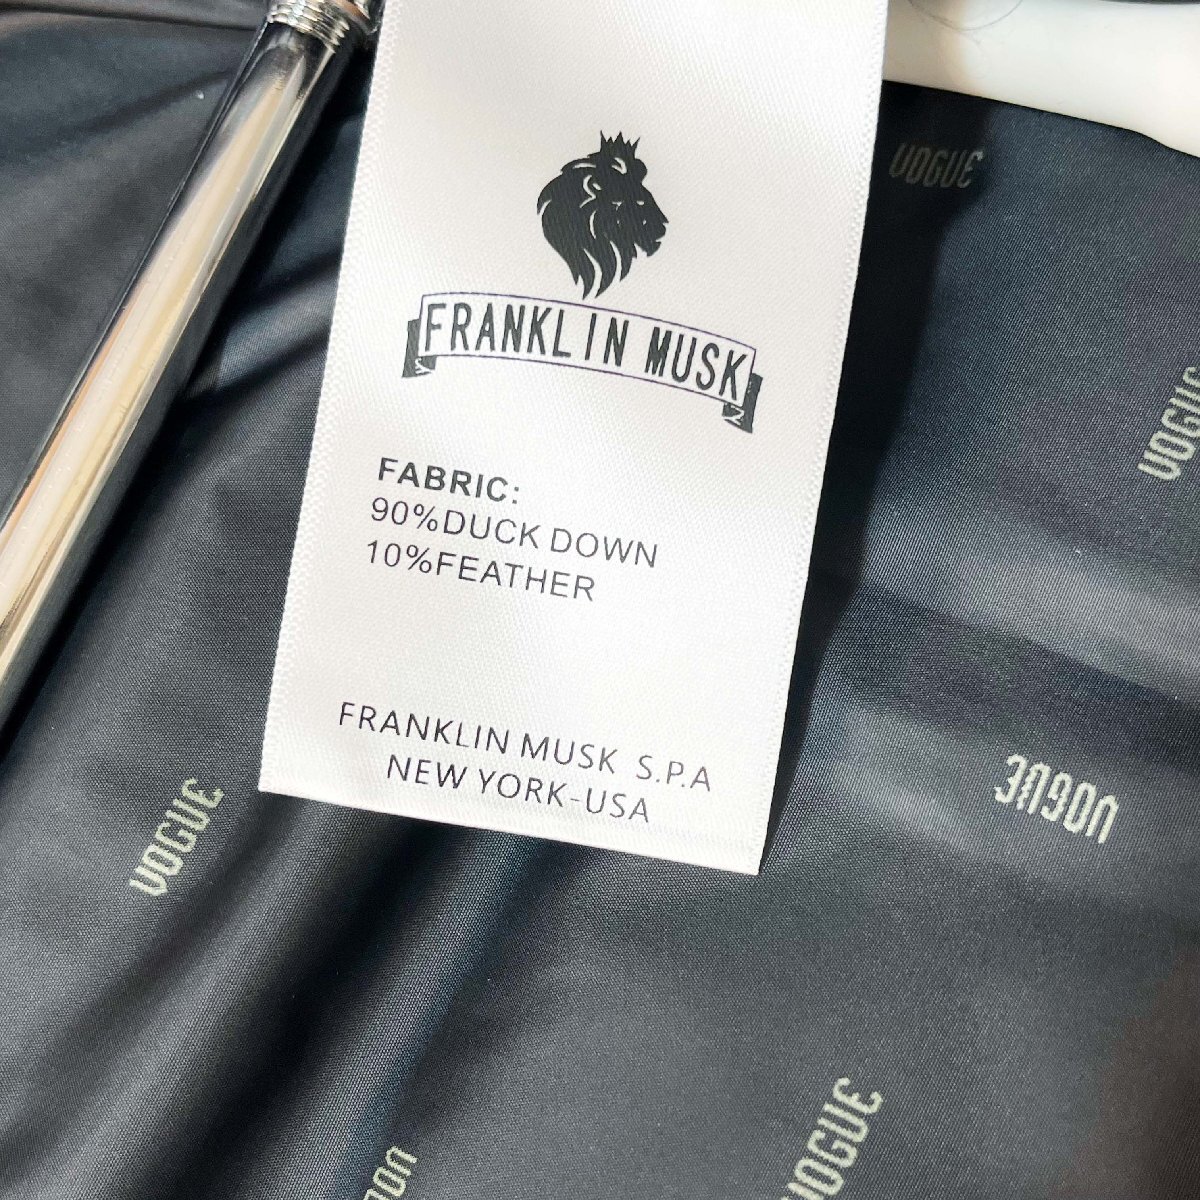 FRANKLIN MUSK
FABRIC:
90%DUCK DOWN
10%FEATHER
FRANKLIN MUSK S.P.A
NEW YORK-USA
VOGUE
VOGUE
VOGUE
VOGUE
VOGUE